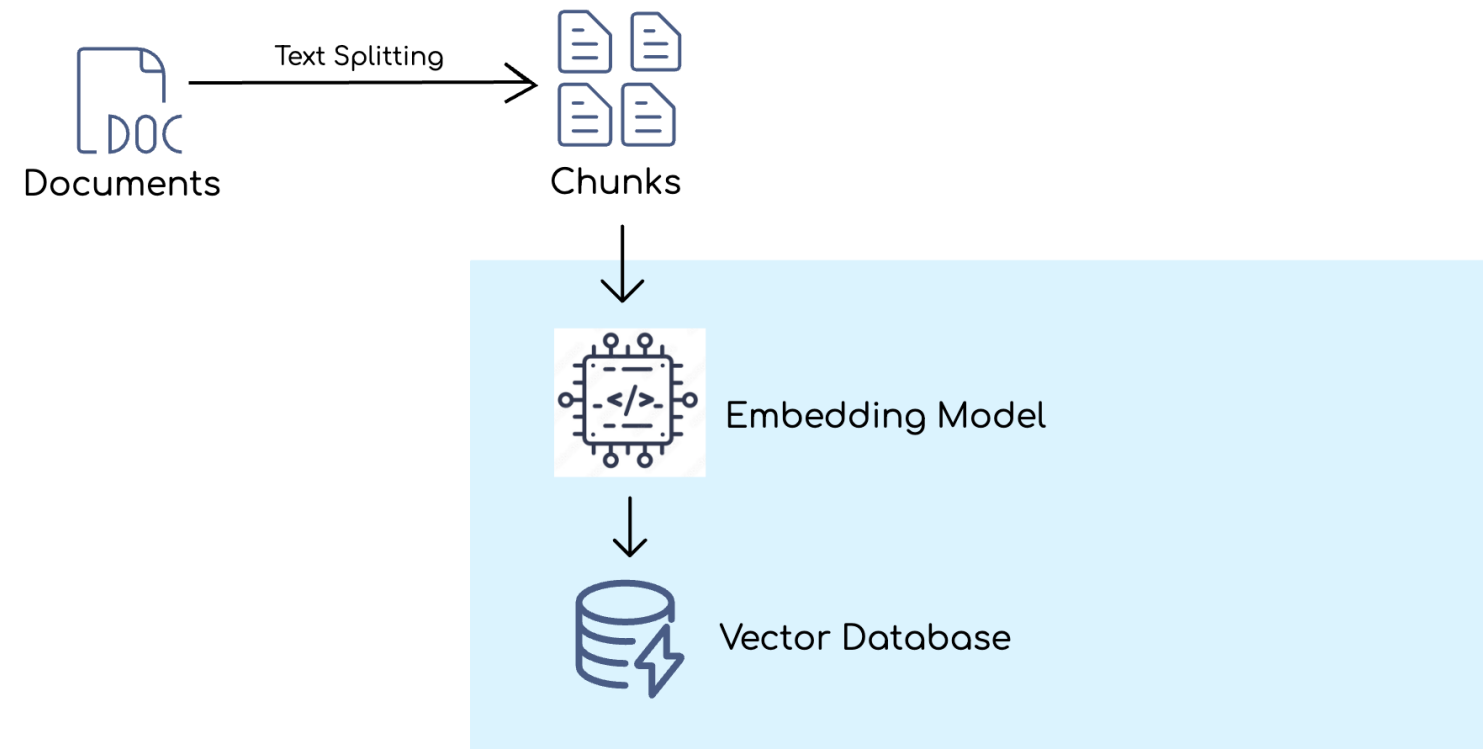 Text Splitting
DOC
Documents
Chunks
</>
Embedding Model
Vector Database